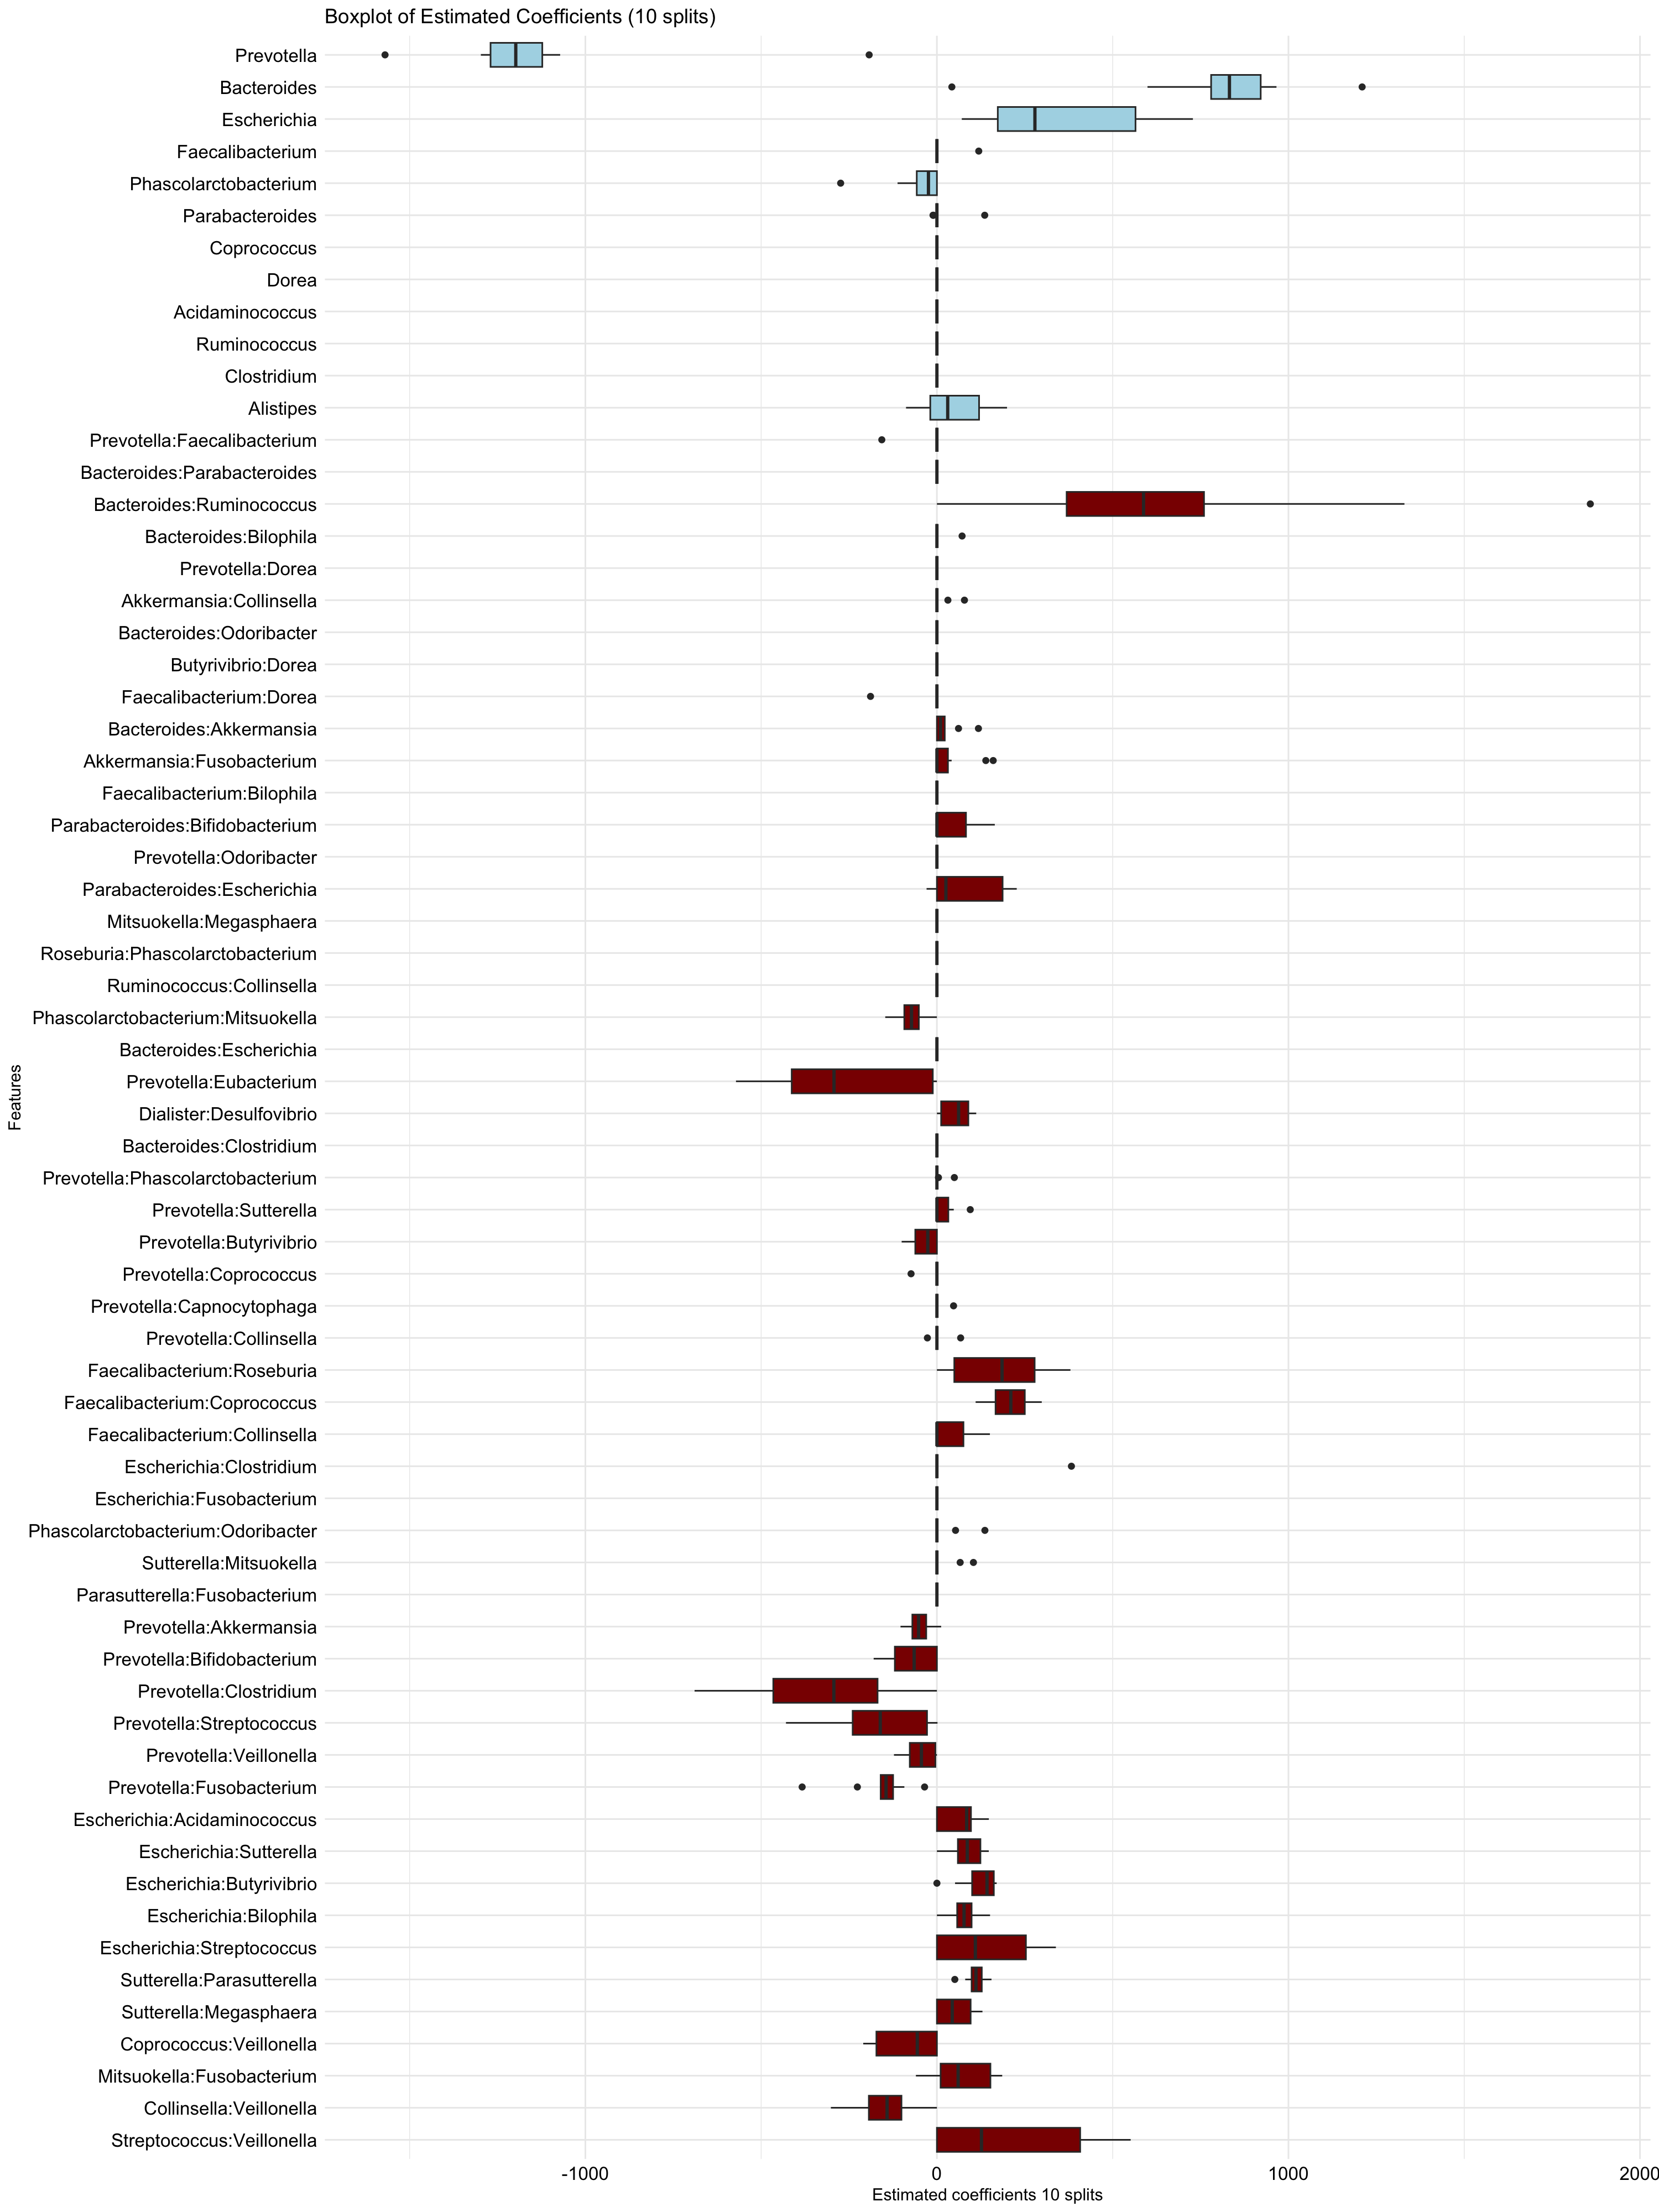 Boxplot of Estimated Coefficients (10 splits)
Prevotella
Bacteroides
Escherichia
Faecalibacterium
Phascolarctobacterium
Parabacteroides
Coprococcus
Dorea
Acidaminococcus
Ruminococcus
Clostridium
Alistipes
Prevotella:Faecalibacterium
Bacteroides:Parabacteroides
Bacteroides:Ruminococcus
Bacteroides:Bilophila
Prevotella:Dorea
Akkermansia:Collinsella
Bacteroides:Odoribacter
Butyrivibrio:Dorea
Faecalibacterium:Dorea
Bacteroides:Akkermansia
Akkermansia:Fusobacterium
Faecalibacterium:Bilophila
Parabacteroides:Bifidobacterium
Prevotella:Odoribacter
Parabacteroides:Escherichia
Mitsuokella:Megasphaera
Roseburia:Phascolarctobacterium
Ruminococcus:Collinsella
Phascolarctobacterium:Mitsuokella
Bacteroides:Escherichia
Prevotella:Eubacterium
Dialister:Desulfovibrio
Bacteroides:Clostridium
Prevotella:Phascolarctobacterium
Prevotella:Sutterella
Prevotella:Butyrivibrio
Prevotella:Coprococcus
Prevotella:Capnocytophaga
Prevotella:Collinsella
Faecalibacterium:Roseburia
Faecalibacterium:Coprococcus
Faecalibacterium:Collinsella
Escherichia:Clostridium
Escherichia:Fusobacterium
Phascolarctobacterium:Odoribacter
Sutterella:Mitsuokella
Parasutterella:Fusobacterium
Prevotella:Akkermansia
Prevotella:Bifidobacterium
Prevotella:Clostridium
Prevotella:Streptococcus
Prevotella:Veillonella
Prevotella:Fusobacterium
Escherichia:Acidaminococcus
Escherichia:Sutterella
Escherichia:Butyrivibrio
Escherichia:Bilophila
Escherichia:Streptococcus
Sutterella:Parasutterella
Sutterella:Megasphaera
Coprococcus:Veillonella
Mitsuokella:Fusobacterium
Collinsella:Veillonella
Streptococcus:Veillonella
Features
-1000 0 1000 2000
Estimated coefficients 10 splits